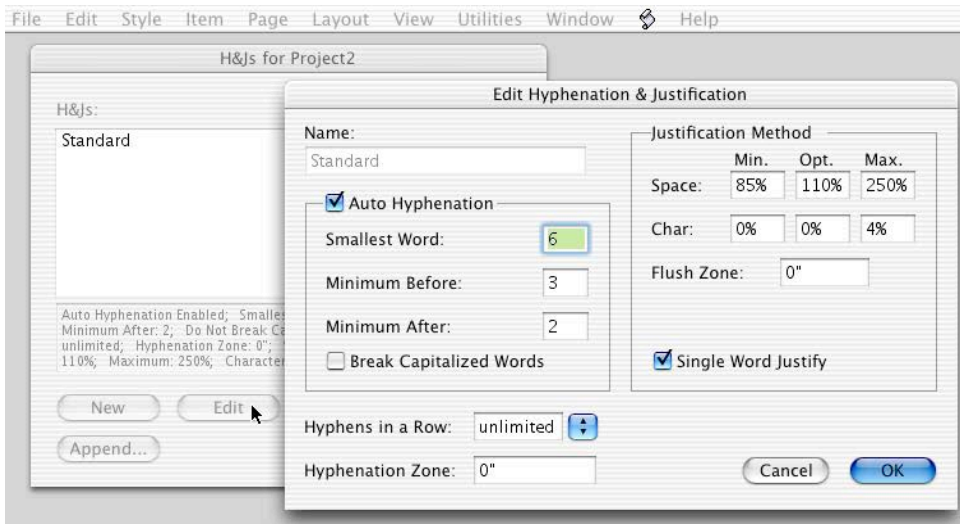 File Edit Style Item Page Layout View Utilities Window Help
H&Js for Project2
H&Js:
Standard
Auto Hyphenation Enabled; Smalles
Minimum After: 2; Do Not Break Ca
unlimited; Hyphenation Zone: 0";
110%; Maximum: 250%; Character
New Edit
Append...
Edit Hyphenation & Justification
Name:
Standard
Auto Hyphenation
Smallest Word: 6
Minimum Before: 3
Minimum After: 2
Break Capitalized Words
Hyphens in a Row: unlimited
Hyphenation Zone: 0"
Justification Method
Min. Opt. Max.
Space: 85% 110% 250%
Char: 0% 0% 4%
Flush Zone: 0"
Single Word Justify
Cancel OK